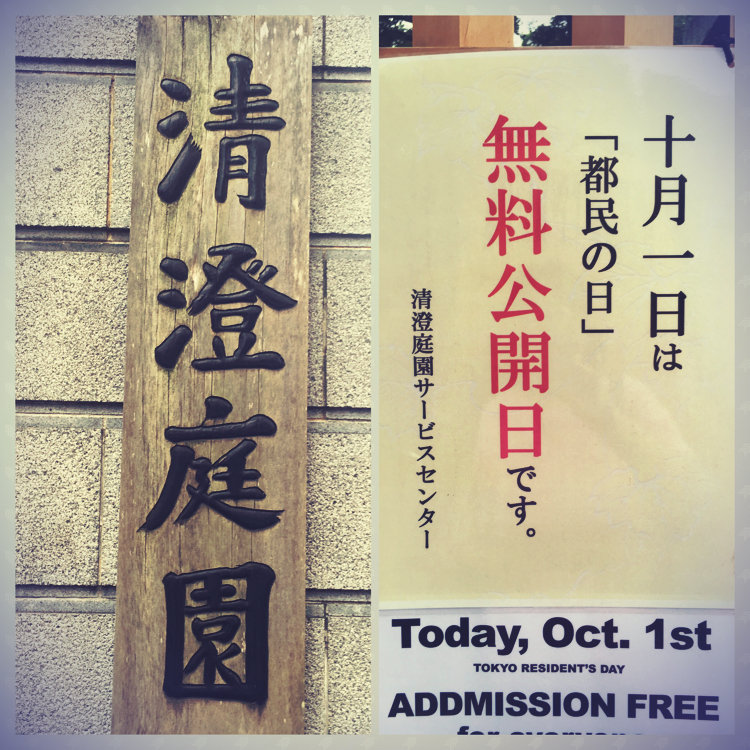 清澄庭園
十月一日は
「都民の日」
無料公開日です。
清澄庭園サービスセンター
Today, Oct. 1st
TOKYO RESIDENT'S DAY
ADDMISSION FREE
for everyone